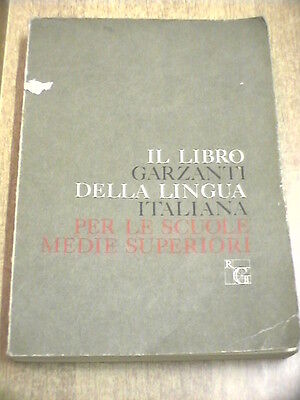 IL LIBRO
GARZANTI
DELLA LINGUA
ITALIANA
PER LE SCUOLE
MEDIE SUPERIORI